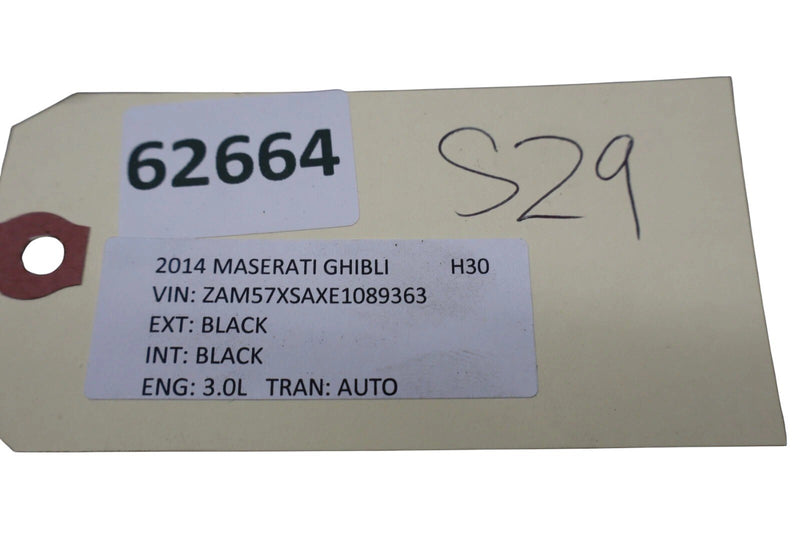 62664
S29
2014 MASERATI GHIBLI H30
VIN: ZAM57XSAXE1089363
EXT: BLACK
INT: BLACK
ENG: 3.0L TRAN: AUTO